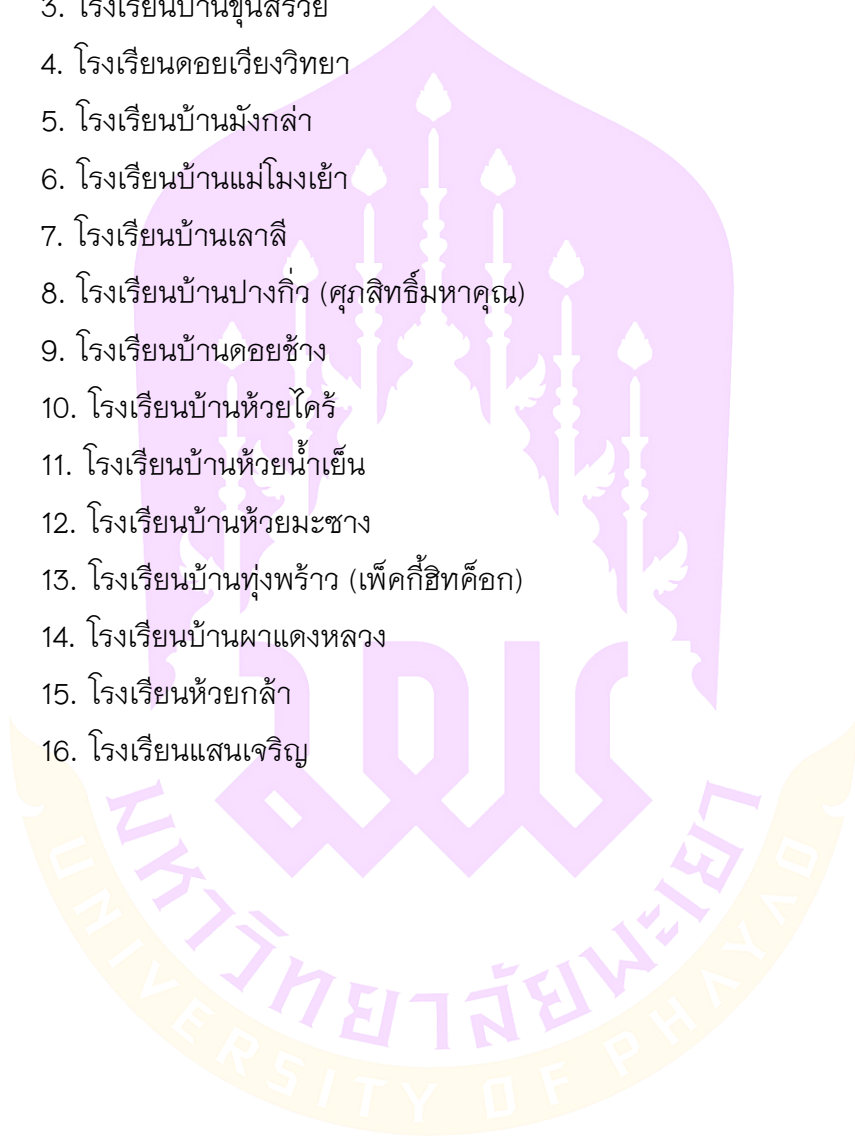 3. โรงเรียนบ้านขุนสรวย
4. โรงเรียนดอยเวียงวิทยา
5. โรงเรียนบ้านมังกล่า
6. โรงเรียนบ้านแม่โมงเย้า
7. โรงเรียนบ้านเลาลี
8. โรงเรียนบ้านปางกิ่ว (ศุภสิทธิ์มหาคุณ)
9. โรงเรียนบ้านดอยช้าง
10. โรงเรียนบ้านห้วยไคร้
11. โรงเรียนบ้านห้วยน้ำเย็น
12. โรงเรียนบ้านห้วยมะซาง
13. โรงเรียนบ้านทุ่งพร้าว (เพ็คกี้ฮิทค็อก)
14. โรงเรียนบ้านผาแดงหลวง
15. โรงเรียนห้วยกล้า
16. โรงเรียนแสนเจริญ
มหาวิทยาลัยพะเยา
UNIVERSITY OF PHAYAO